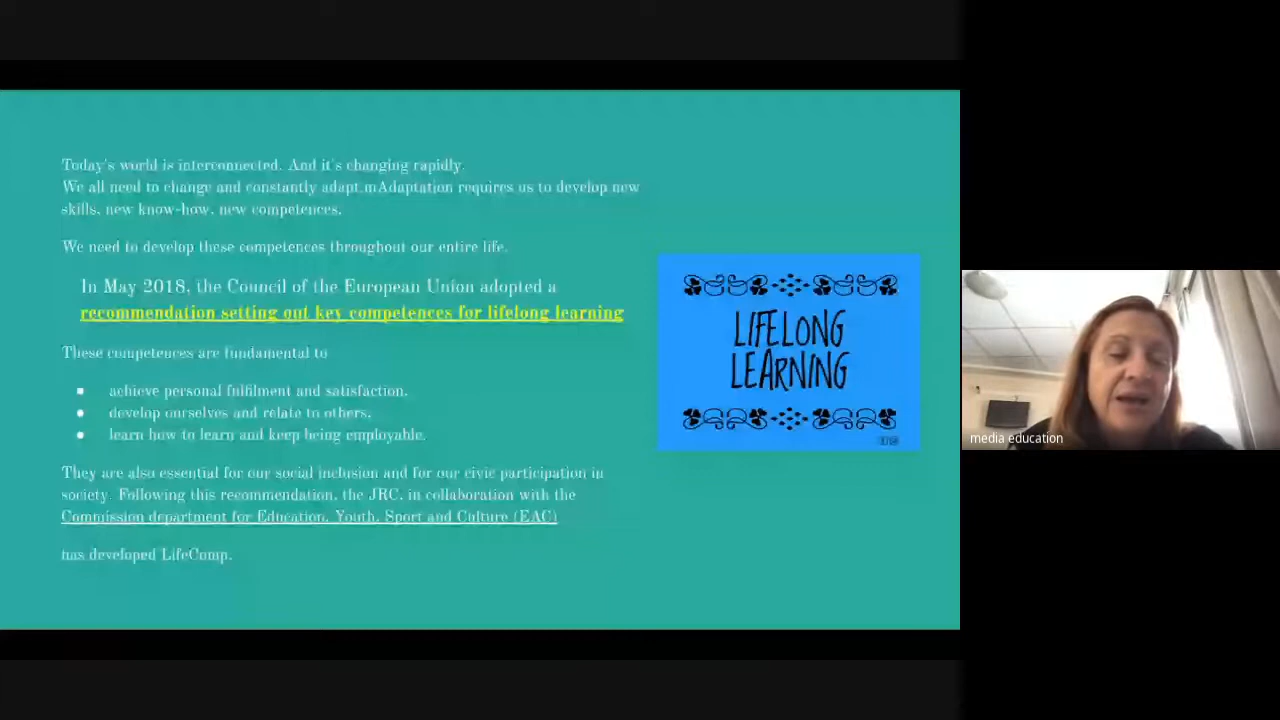 Today's world is interconnected. And it's changing rapidly.
We all need to change and constantly adapt.mAdaptation requires us to develop new
skills, new know-how, new competences.
We need to develop these competences throughout our entire life.
In May 2018, the Council of the European Union adopted a
recommendation setting out key competences for lifelong learning
These competences are fundamental to
achieve personal fulfilment and satisfaction.
develop ourselves and relate to others.
learn how to learn and keep being employable.
They are also essential for our social inclusion and for our civic participation in
society. Following this recommendation, the JRC, in collaboration with the
Commission department for Education, Youth, Sport and Culture (EAC)
has developed LifeComp.
LIFELONG
LEARNING
media education